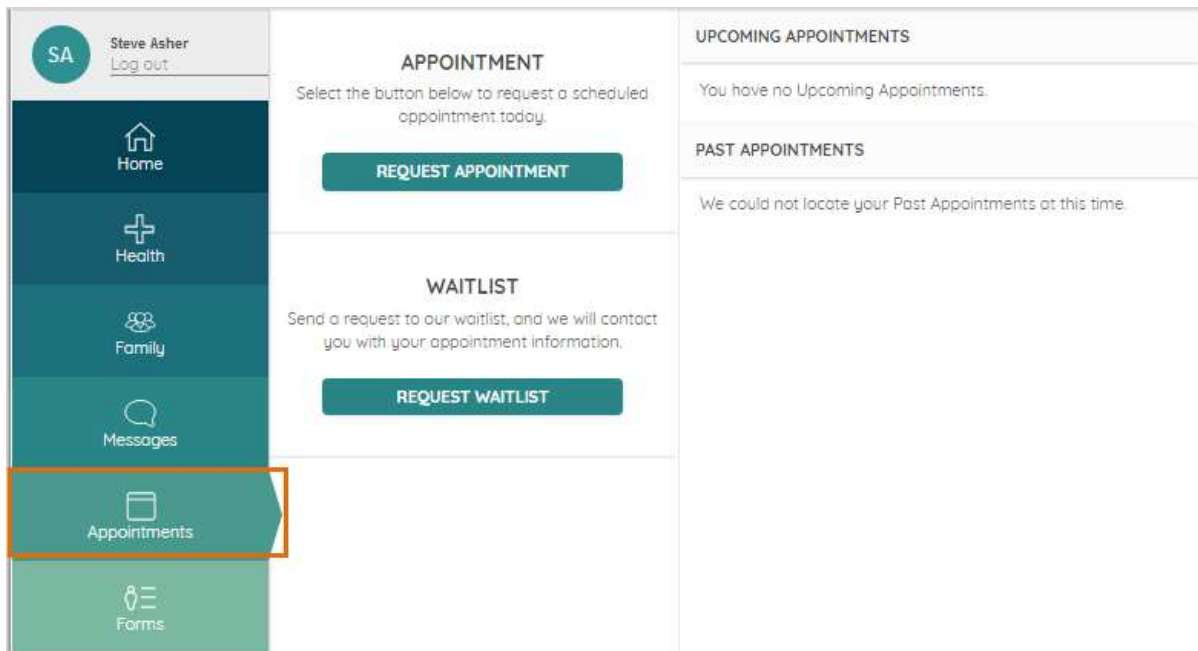 SA
Steve Asher
Log out
Home
Health
Family
Messages
Appointments
Forms
APPOINTMENT
Select the button below to request a scheduled
appointment today.
REQUEST APPOINTMENT
WAITLIST
Send a request to our waitlist, and we will contact
you with your appointment information.
REQUEST WAITLIST
UPCOMING APPOINTMENTS
You have no Upcoming Appointments.
PAST APPOINTMENTS
We could not locate your Past Appointments at this time.